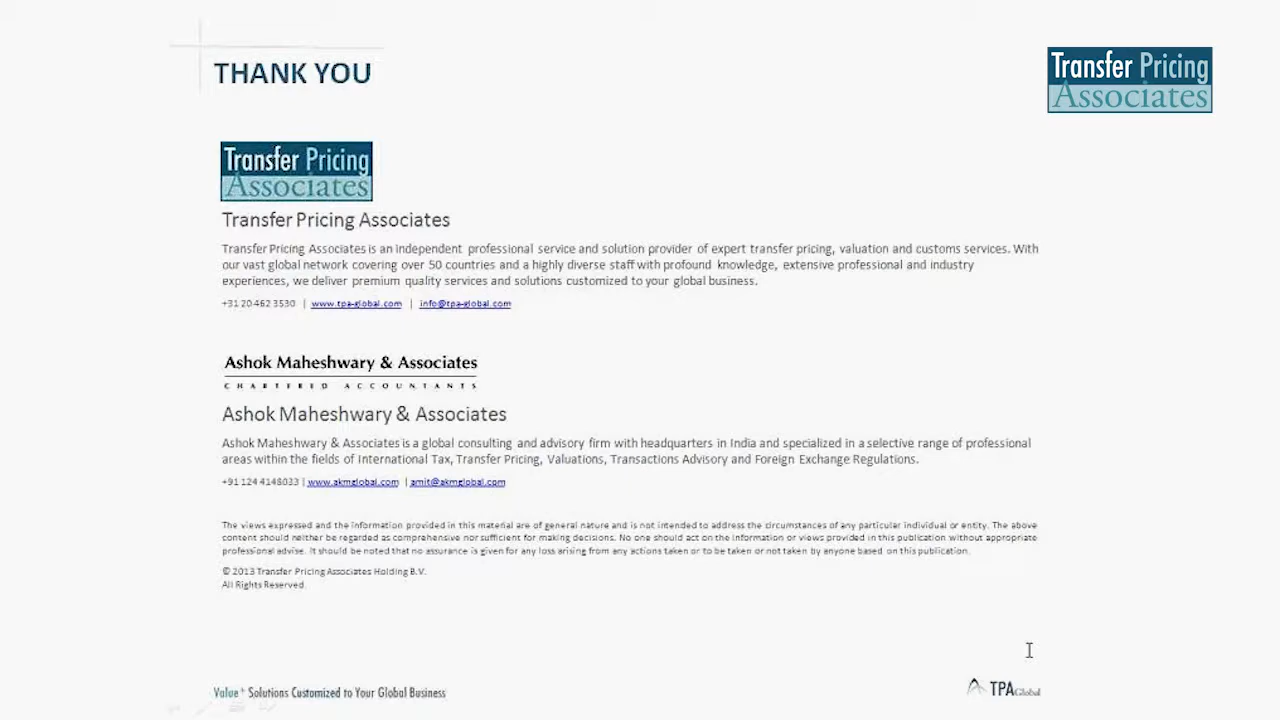 THANK YOU
Transfer Pricing
Associates
Transfer Pricing
Associates
Transfer Pricing Associates
Transfer Pricing Associates is an independent professional service and solution provider of expert transfer pricing, valuation and customs services. With
our vast global network covering over 50 countries and a highly diverse staff with profound knowledge, extensive professional and industry
experiences, we deliver premium quality services and solutions customized to your global business.
+31 20 462 3530 | www.tpa-global.com | info@tpa-global.com
Ashok Maheshwary & Associates
CHARTERED ACCOUNTANTS
Ashok Maheshwary & Associates
Ashok Maheshwary & Associates is a global consulting and advisory firm with headquarters in India and specialized in a selective range of professional
areas within the fields of International Tax, Transfer Pricing, Valuations, Transactions Advisory and Foreign Exchange Regulations.
+91 124 4148033 | www.akmglobal.com | amit@akmglobal.com
The views expressed and the information provided in this material are of general nature and is not intended to address the circumstances of any particular individual or entity. The above
content should neither be regarded as comprehensive nor sufficient for making decisions. No one should act on the information or views provided in this publication without appropriate
professional advise. It should be noted that no assurance is given for any loss arising from any actions taken or to be taken or not taken by anyone based on this publication.
© 2013 Transfer Pricing Associates Holding B.V.
All Rights Reserved.
Value+ Solutions Customized to Your Global Business
TPA Global